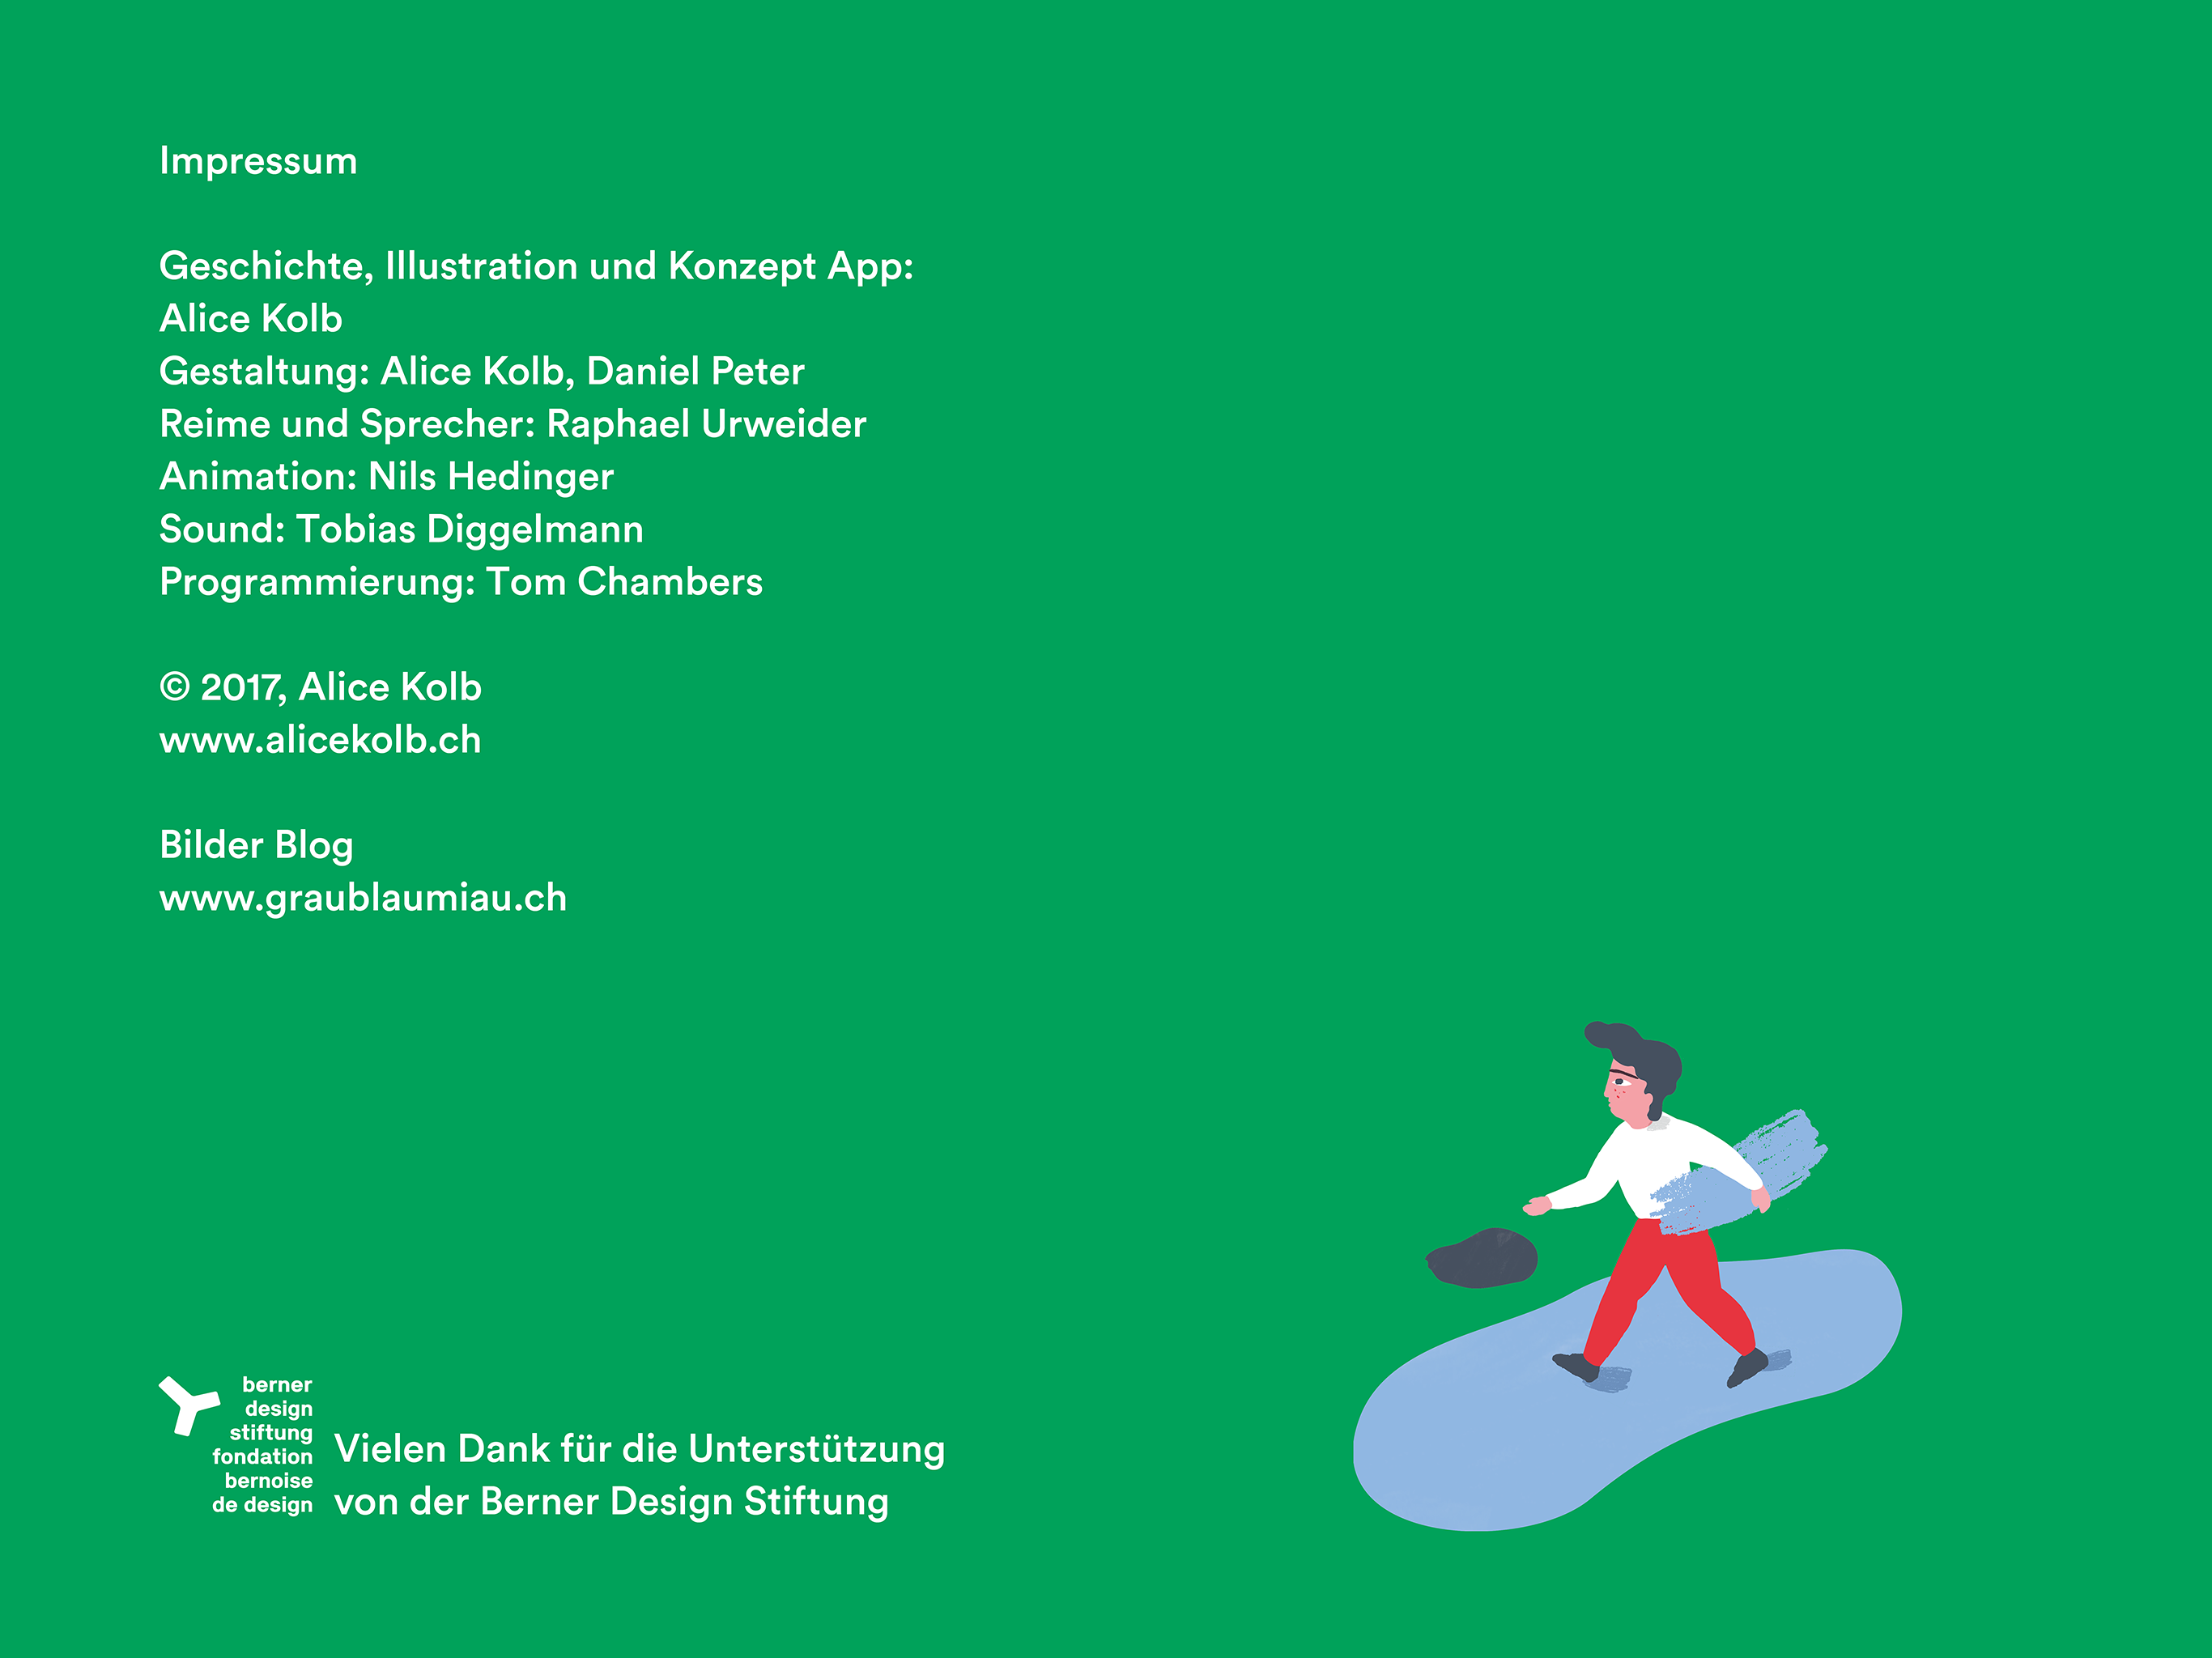 Impressum
Geschichte, Illustration und Konzept App:
Alice Kolb
Gestaltung: Alice Kolb, Daniel Peter
Reime und Sprecher: Raphael Urweider
Animation: Nils Hedinger
Sound: Tobias Diggelmann
Programmierung: Tom Chambers
© 2017, Alice Kolb
www.alicekolb.ch
Bilder Blog
www.graublaumiau.ch
berner
design
stiftung
fondation
bernoise
de design
Vielen Dank für die Unterstützung
von der Berner Design Stiftung